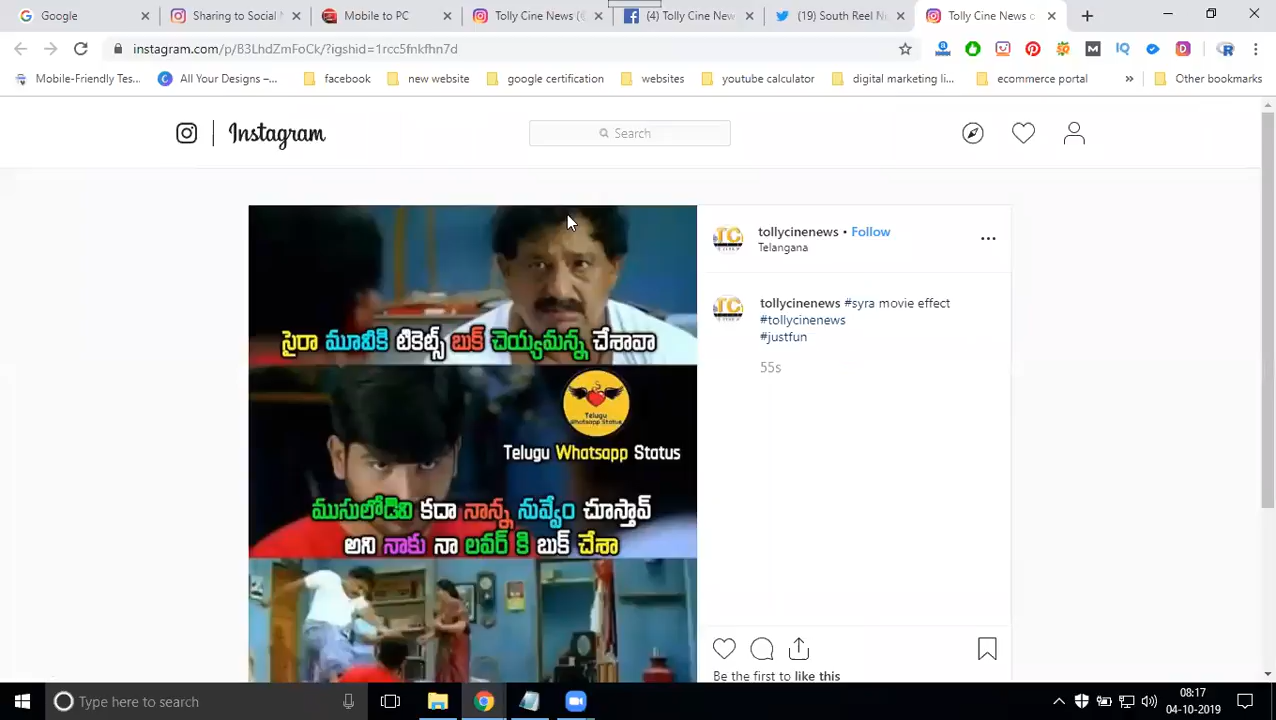 Google
Sharing to Social
Mobile to PC
Tolly Cine News
(4) Tolly Cine New
(19) South Reel N
Tolly Cine News
instagram.com/p/B3LhdZmFoCk/?igshid=1rcc5fnkfhn7d
Mobile-Friendly Tes...
All Your Designs –...
facebook
new website
google certification
websites
youtube calculator
digital marketing li...
ecommerce portal
»
Other bookmarks
Instagram
Search
tollycinenews • Follow
Telangana
tollycinenews #syra movie effect
#tollycinenews
#justfun
55s
సైరా మూవీకి టికెట్స్ బుక్ చెయ్యమన్న చేశావా
Telugu
Whatsapp Status
Telugu Whatsapp Status
ముసులోడివి కదా నాన్న నువ్వేం చూస్తావ్
అని నాకు నా లవర్ కి బుక్ చేశా
Be the first to like this
Type here to search
08:17
04-10-2019